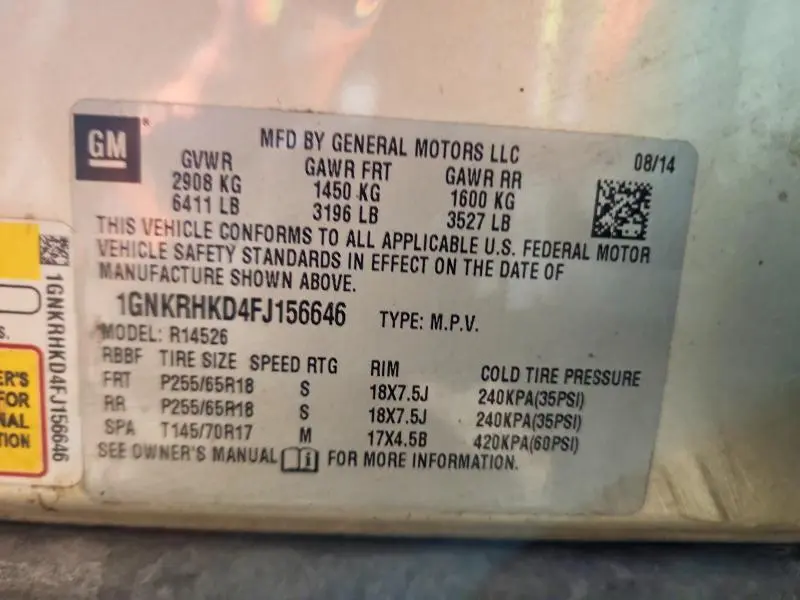 GM
MFD BY GENERAL MOTORS LLC
08/14
GVWR GAWR FRT GAWR RR
2908 KG 1450 KG 1600 KG
6411 LB 3196 LB 3527 LB
THIS VEHICLE CONFORMS TO ALL APPLICABLE U.S. FEDERAL MOTOR
VEHICLE SAFETY STANDARDS IN EFFECT ON THE DATE OF
MANUFACTURE SHOWN ABOVE.
1GNKRHKD4FJ156646 TYPE: M.P.V.
MODEL: R14526
RBBF TIRE SIZE SPEED RTG RIM COLD TIRE PRESSURE
FRT P255/65R18 S 18X7.5J 240KPA(35PSI)
RR P255/65R18 S 18X7.5J 240KPA(35PSI)
SPA T145/70R17 M 17X4.5B 420KPA(60PSI)
SEE OWNER'S MANUAL i FOR MORE INFORMATION.
1GNKRHKD4FJ156646
S.
ER'S
FOR
NAL
TION